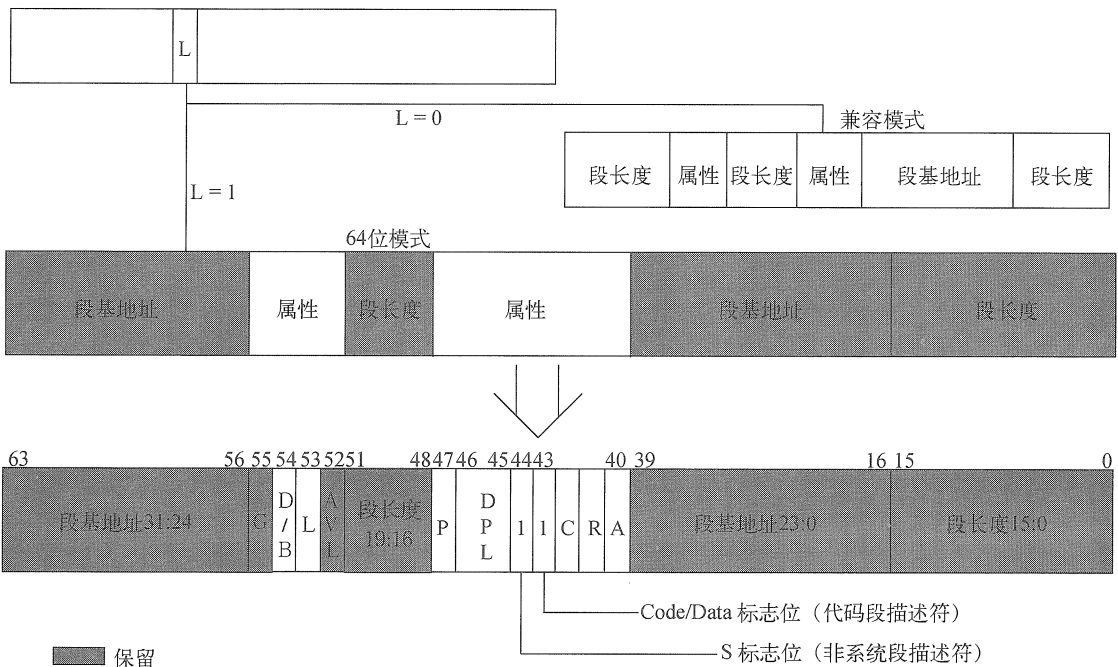 L
L = 0
兼容模式
段长度 属性 段长度 属性 段基地址 段长度
L = 1
64位模式
段基地址 属性 段长度 属性 段基地址 段长度
63 56 55 54 53 52 51 48 47 46 45 44 43 40 39 16 15 0
段基地址31:24 G D/B L AVL 段长度19:16 P DPL 1 1 C R A 段基地址23:0 段长度15:0
Code/Data 标志位（代码段描述符）
S 标志位（非系统段描述符）
保留